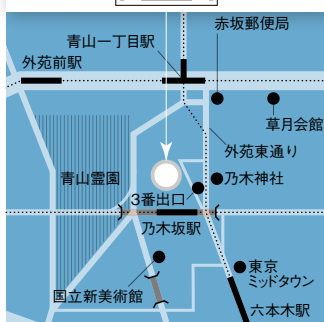 赤坂郵便局
青山一丁目駅
外苑前駅
草月会館
外苑東通り
青山霊園
乃木神社
3番出口
乃木坂駅
東京
ミッドタウン
国立新美術館
六本木駅